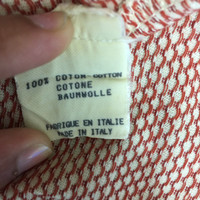 100% COTON-COTTON
COTONE
BAUMWOLLE
FABRIQUE EN ITALIE
MADE IN ITALY